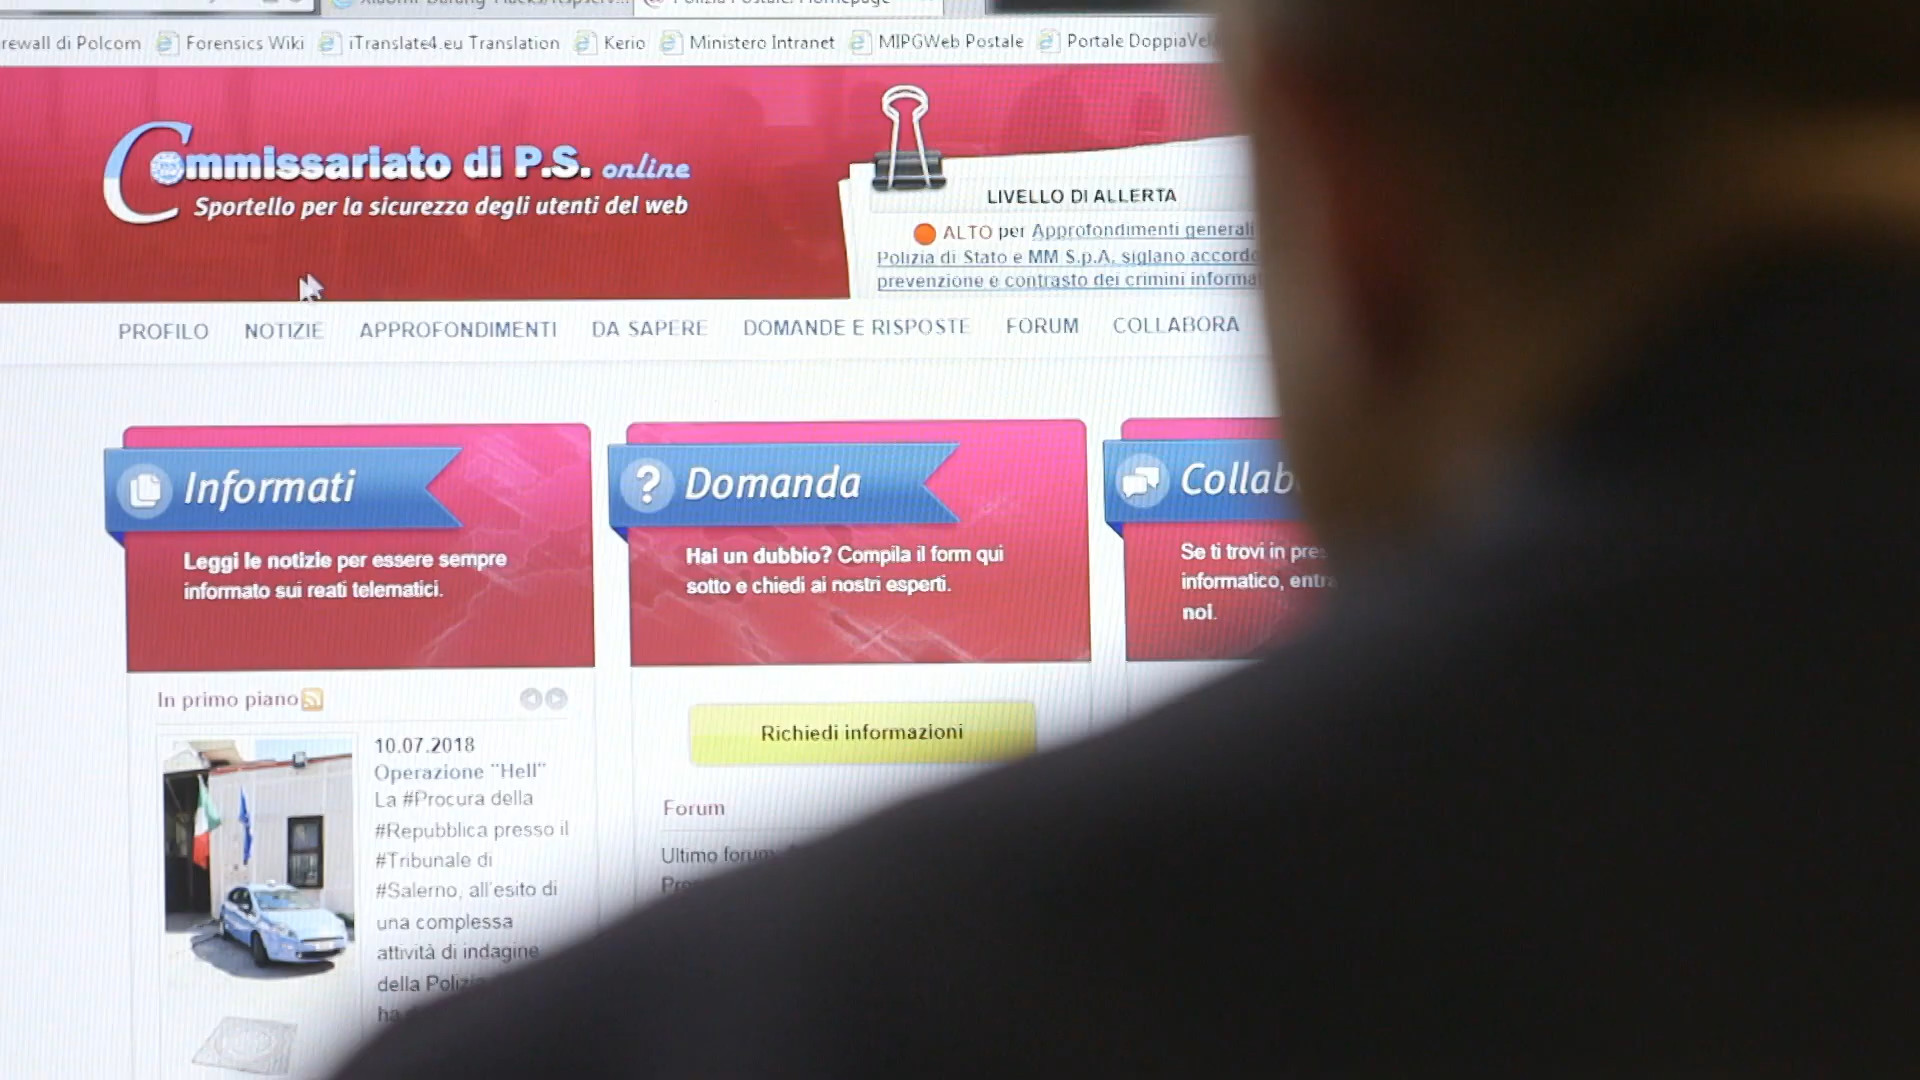 rewall di Polcom Forensics Wiki iTranslate4.eu Translation Kerio Ministero Intranet MIPGWeb Postale Portale DoppiaVela
Commissariato di P.S. online
Sportello per la sicurezza degli utenti del web
LIVELLO DI ALLERTA
ALTO per Approfondimenti generali
Polizia di Stato e MM S.p.A. siglano accordo
prevenzione e contrasto dei crimini informat
PROFILO NOTIZIE APPROFONDIMENTI DA SAPERE DOMANDE E RISPOSTE FORUM COLLABORA
Informati
Leggi le notizie per essere sempre
informato sui reati telematici.
In primo piano
10.07.2018
Operazione "Hell"
La #Procura della
#Repubblica presso il
#Tribunale di
#Salerno, all'esito di
una complessa
attività di indagine
della Polizia
ha
? Domanda
Hai un dubbio? Compila il form qui
sotto e chiedi ai nostri esperti.
Richiedi informazioni
Forum
Ultimo forum
Collab
Se ti trovi in pres
informatico, entra
noi.